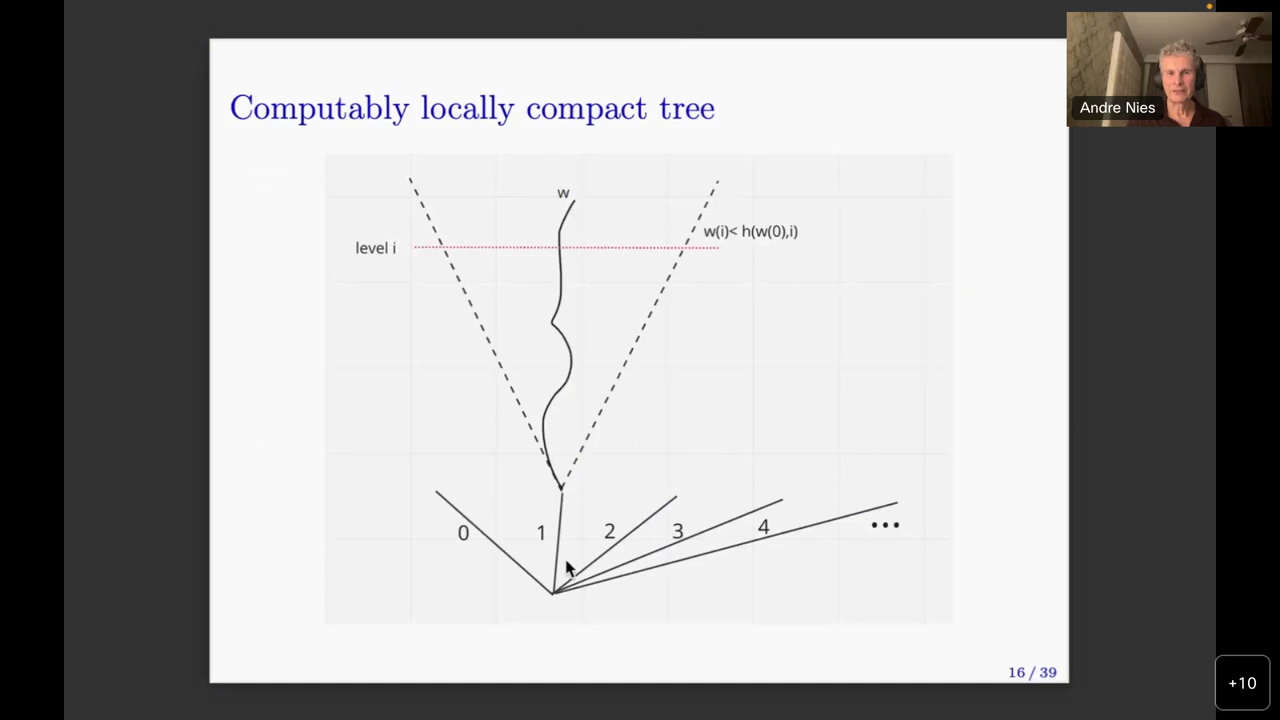 Computably locally compact tree
Andre Nies
w
w(i)< h(w(0),i)
level i
0 1 2 3 4 ...
16 / 39
+10